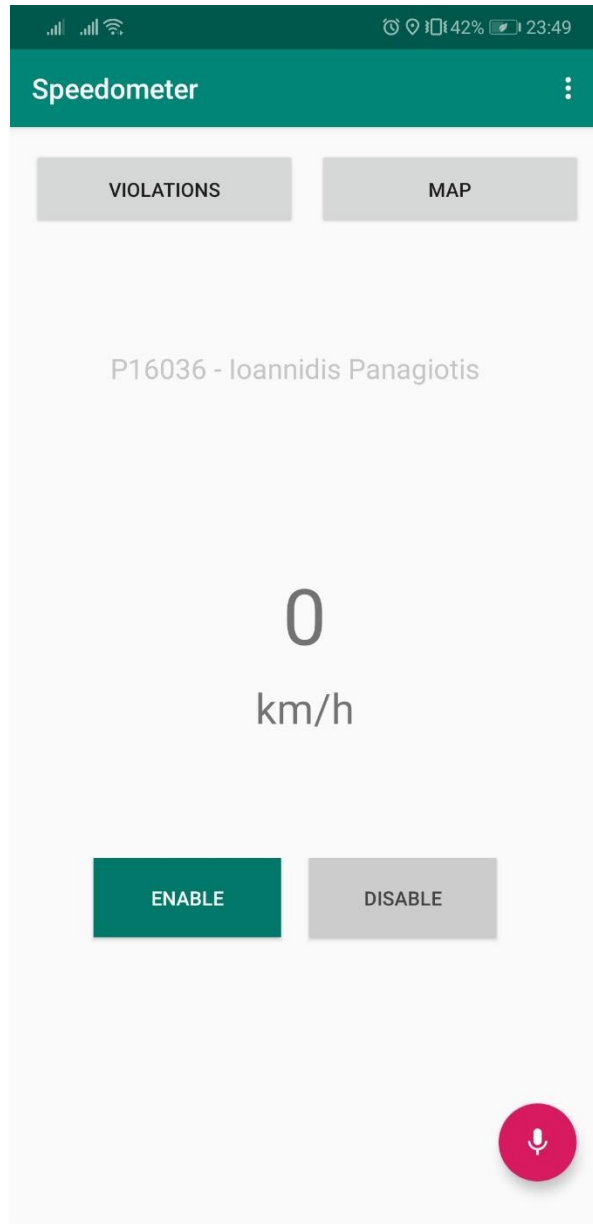 42% 23:49
Speedometer
VIOLATIONS MAP
P16036 - Ioannidis Panagiotis
0
km/h
ENABLE DISABLE